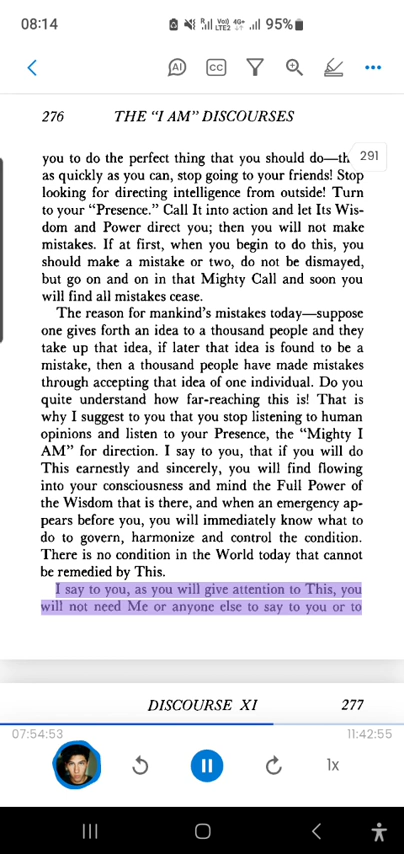 08:14
R
Vo))
LTE2
4G+
95%
AI
CC
276 THE “I AM” DISCOURSES
291
you to do the perfect thing that you should do—th
as quickly as you can, stop going to your friends! Stop
looking for directing intelligence from outside! Turn
to your “Presence.” Call It into action and let Its Wis-
dom and Power direct you; then you will not make
mistakes. If at first, when you begin to do this, you
should make a mistake or two, do not be dismayed,
but go on and on in that Mighty Call and soon you
will find all mistakes cease.
The reason for mankind’s mistakes today—suppose
one gives forth an idea to a thousand people and they
take up that idea, if later that idea is found to be a
mistake, then a thousand people have made mistakes
through accepting that idea of one individual. Do you
quite understand how far-reaching this is! That is
why I suggest to you that you stop listening to human
opinions and listen to your Presence, the “Mighty I
AM” for direction. I say to you, that if you will do
This earnestly and sincerely, you will find flowing
into your consciousness and mind the Full Power of
the Wisdom that is there, and when an emergency ap-
pears before you, you will immediately know what to
do to govern, harmonize and control the condition.
There is no condition in the World today that cannot
be remedied by This.
I say to you, as you will give attention to This, you
will not need Me or anyone else to say to you or to
DISCOURSE XI 277
07:54:53 11:42:55
1x